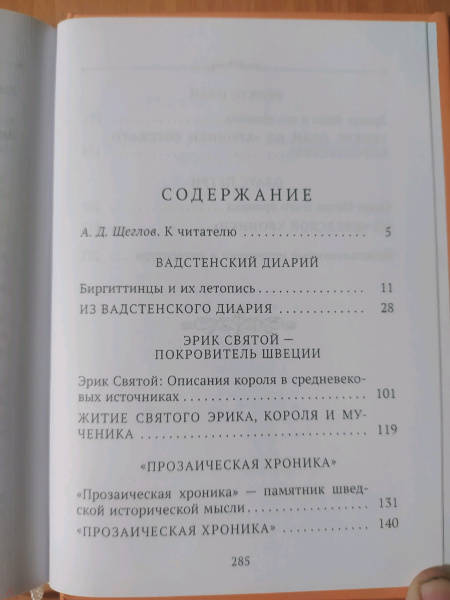 СОДЕРЖАНИЕ
А. Д. Щеглов. К читателю .................... 5
ВАДСТЕНСКИЙ ДИАРИЙ
Биргиттинцы и их летопись .................... 11
ИЗ ВАДСТЕНСКОГО ДИАРИЯ .................... 28
ЭРИК СВЯТОЙ —
ПОКРОВИТЕЛЬ ШВЕЦИИ
Эрик Святой: Описания короля в средневеко-
вых источниках .................... 101
ЖИТИЕ СВЯТОГО ЭРИКА, КОРОЛЯ И МУ-
ЧЕНИКА .................... 119
«ПРОЗАИЧЕСКАЯ ХРОНИКА»
«Прозаическая хроника» — памятник швед-
ской исторической мысли .................... 131
«ПРОЗАИЧЕСКАЯ ХРОНИКА» .................... 140
285